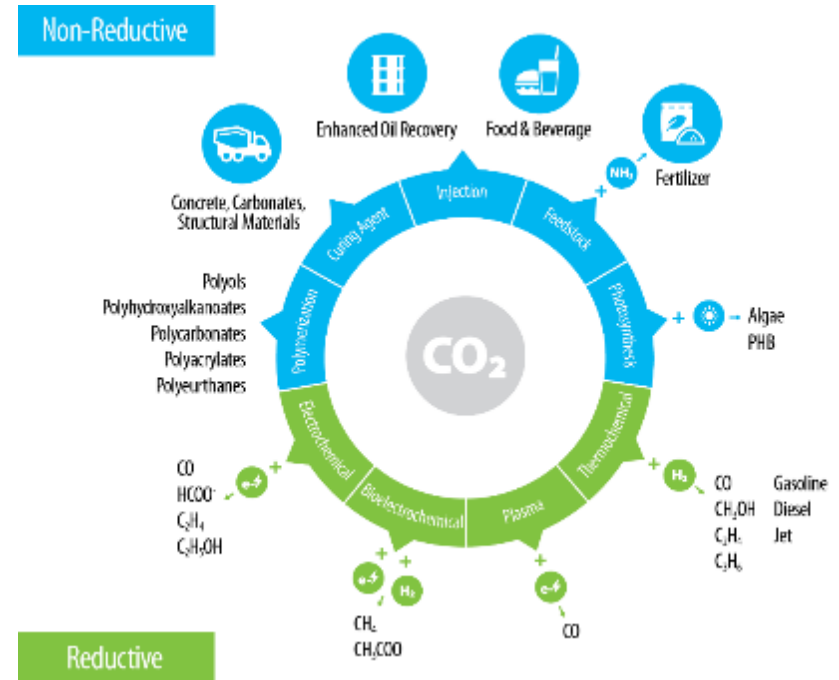 Non-Reductive
Enhanced Oil Recovery
Food & Beverage
NH₃
Fertilizer
Concrete, Carbonates,
Structural Materials
Injection
Curing Agent
Feedstock
Polyols
Polyhydroxyalkanoates
Polycarbonates
Polyacrylates
Polyeurthanes
Polymerization
Photosynthesis
+
Algae
PHB
CO₂
Electrochemical
Thermochemical
Bioelectrochemical
Plasma
+
+ e-
CO
HCOO⁻
C₂H₄
C₂H₅OH
+ H₂
CO Gasoline
CH₃OH Diesel
Jet
+ +
e- H₂
CH₄
CH₃COO
+
e-
CO
Reductive